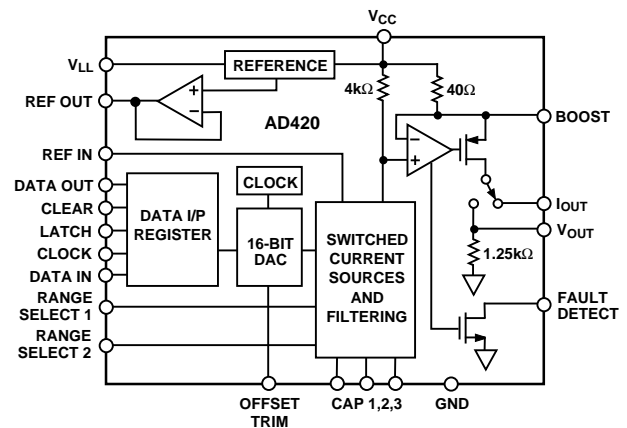 VCC
VLL
REFERENCE
4kΩ
40Ω
REF OUT
+
−
AD420
BOOST
−
+
REF IN
DATA OUT
CLEAR
LATCH
CLOCK
DATA IN
DATA I/P
REGISTER
CLOCK
16-BIT
DAC
SWITCHED
CURRENT
SOURCES
AND
FILTERING
IOUT
VOUT
1.25kΩ
RANGE
SELECT 1
RANGE
SELECT 2
FAULT
DETECT
OFFSET
TRIM
CAP 1,2,3
GND